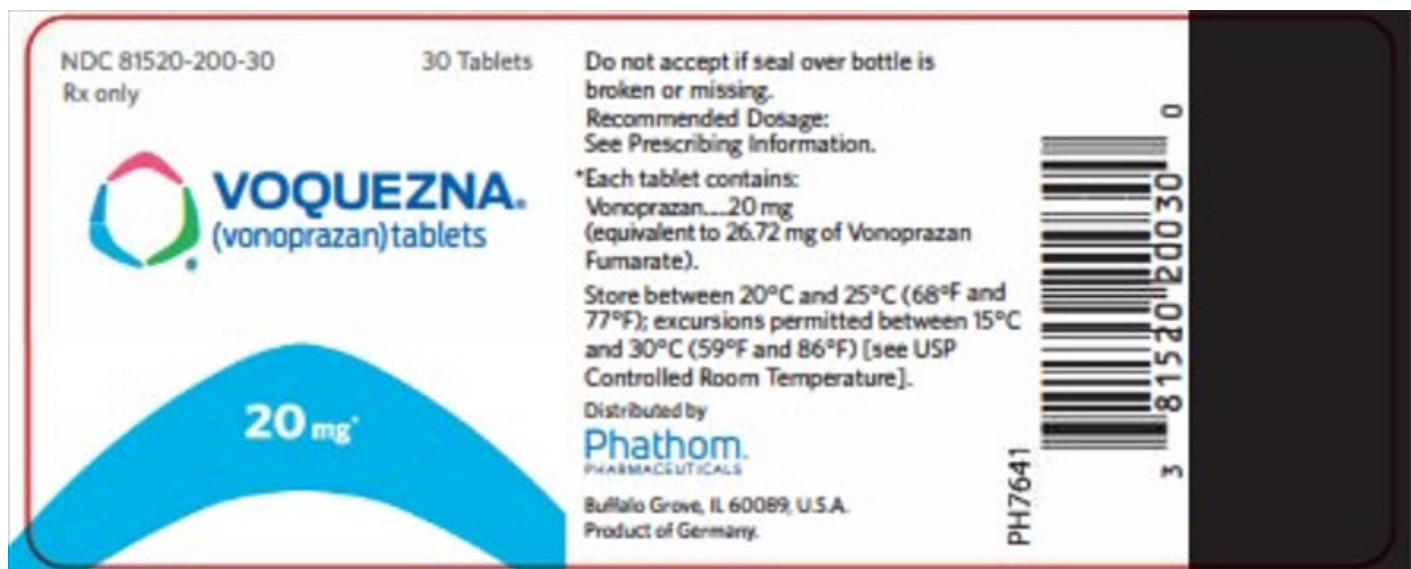 NDC 81520-200-30 30 Tablets
Rx only
VOQUEZNA®
(vonoprazan) tablets
®
20 mg*
Do not accept if seal over bottle is
broken or missing.
Recommended Dosage:
See Prescribing Information.
*Each tablet contains:
Vonoprazan.....20 mg
(equivalent to 26.72 mg of Vonoprazan
Fumarate).
Store between 20°C and 25°C (68°F and
77°F); excursions permitted between 15°C
and 30°C (59°F and 86°F) [see USP
Controlled Room Temperature].
Distributed by
Phathom
PHARMACEUTICALS
Buffalo Grove, IL 60089, U.S.A.
Product of Germany.
PH7641
3 81520 20030 0